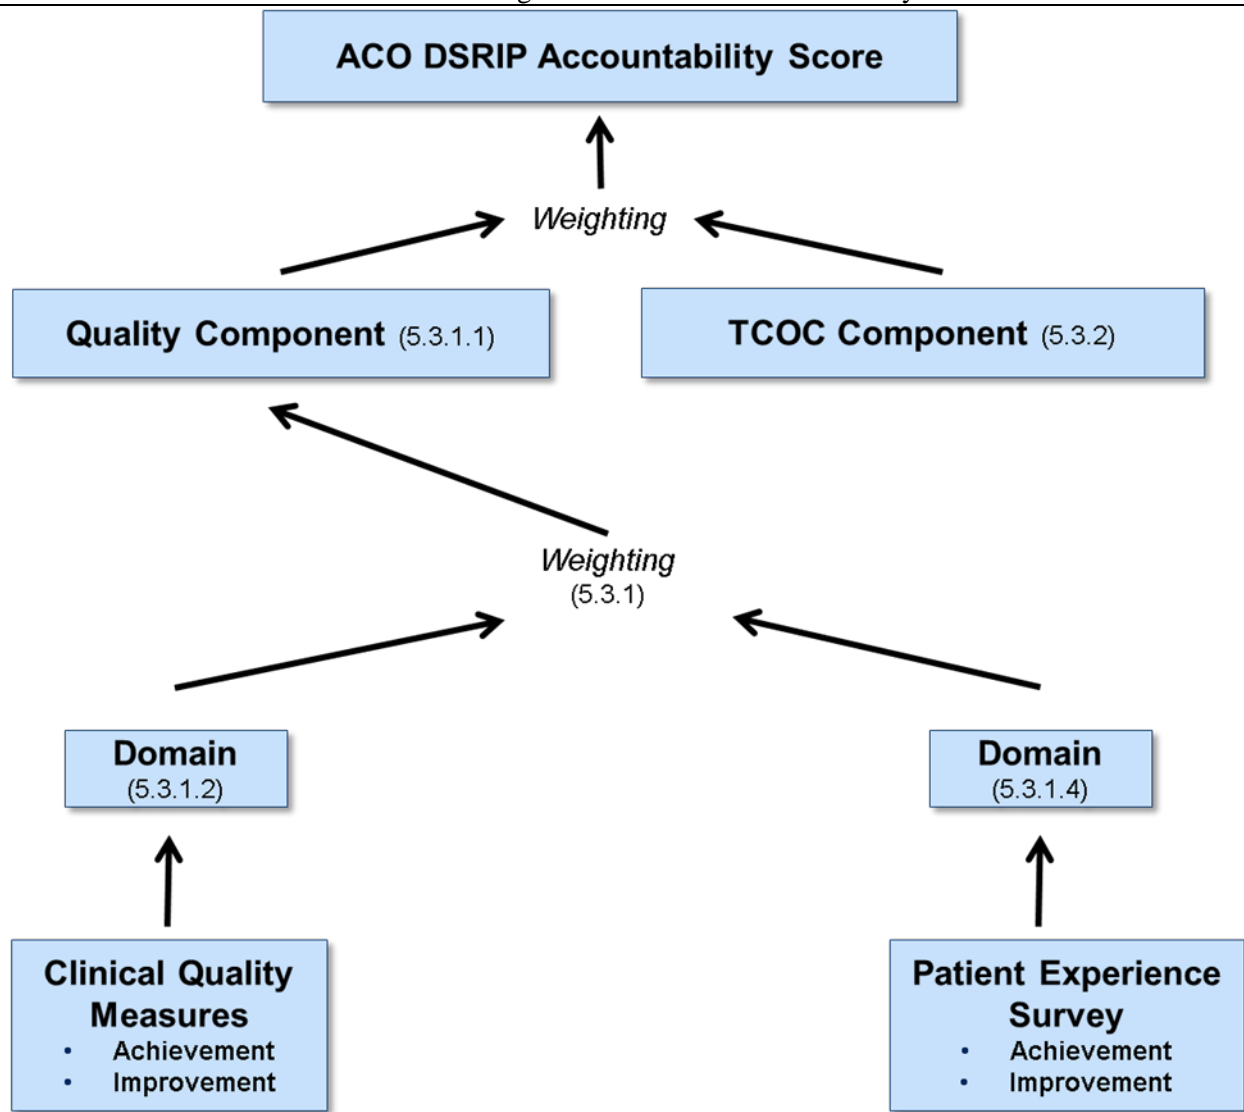 ACO DSRIP Accountability Score
Weighting
Quality Component (5.3.1.1)
TCOC Component (5.3.2)
Weighting
(5.3.1)
Domain
(5.3.1.2)
Domain
(5.3.1.4)
Clinical Quality
Measures
• Achievement
• Improvement
Patient Experience
Survey
• Achievement
• Improvement